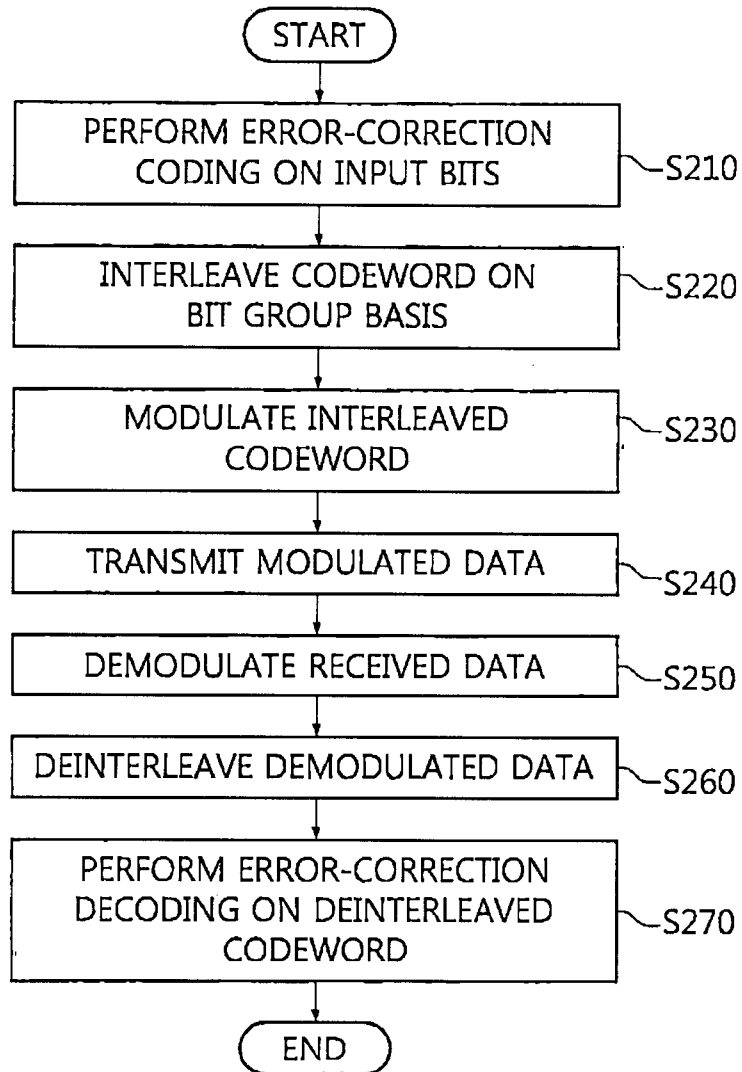 START
PERFORM ERROR-CORRECTION
CODING ON INPUT BITS
S210
INTERLEAVE CODEWORD ON
BIT GROUP BASIS
S220
MODULATE INTERLEAVED
CODEWORD
S230
TRANSMIT MODULATED DATA
S240
DEMODULATE RECEIVED DATA
S250
DEINTERLEAVE DEMODULATED DATA
S260
PERFORM ERROR-CORRECTION
DECODING ON DEINTERLEAVED
CODEWORD
S270
END